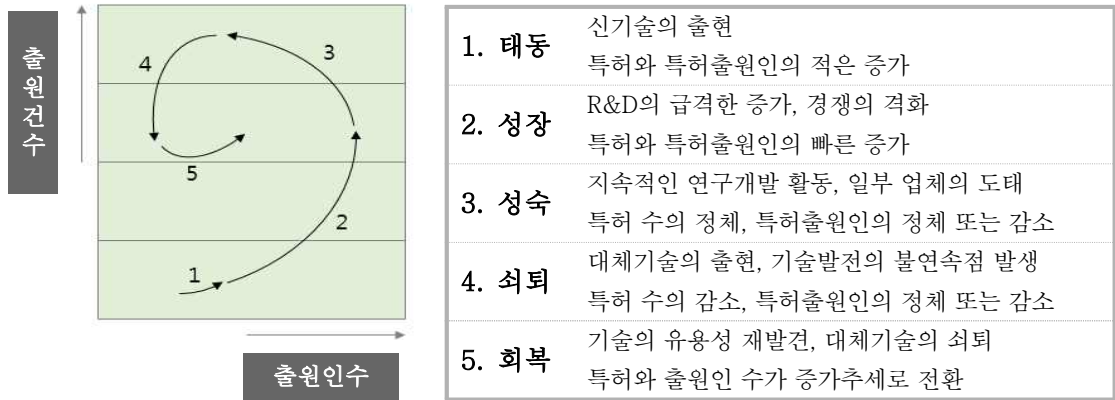 출원건수
4
3
5
2
1
출원인수
1. 태동
신기술의 출현
특허와 특허출원인의 적은 증가
2. 성장
R&D의 급격한 증가, 경쟁의 격화
특허와 특허출원인의 빠른 증가
3. 성숙
지속적인 연구개발 활동, 일부 업체의 도태
특허 수의 정체, 특허출원인의 정체 또는 감소
4. 쇠퇴
대체기술의 출현, 기술발전의 불연속점 발생
특허 수의 감소, 특허출원인의 정체 또는 감소
5. 회복
기술의 유용성 재발견, 대체기술의 쇠퇴
특허와 출원인 수가 증가추세로 전환